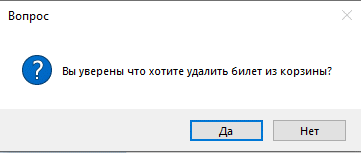 Вопрос
Вы уверены что хотите удалить билет из корзины?
Да
Нет